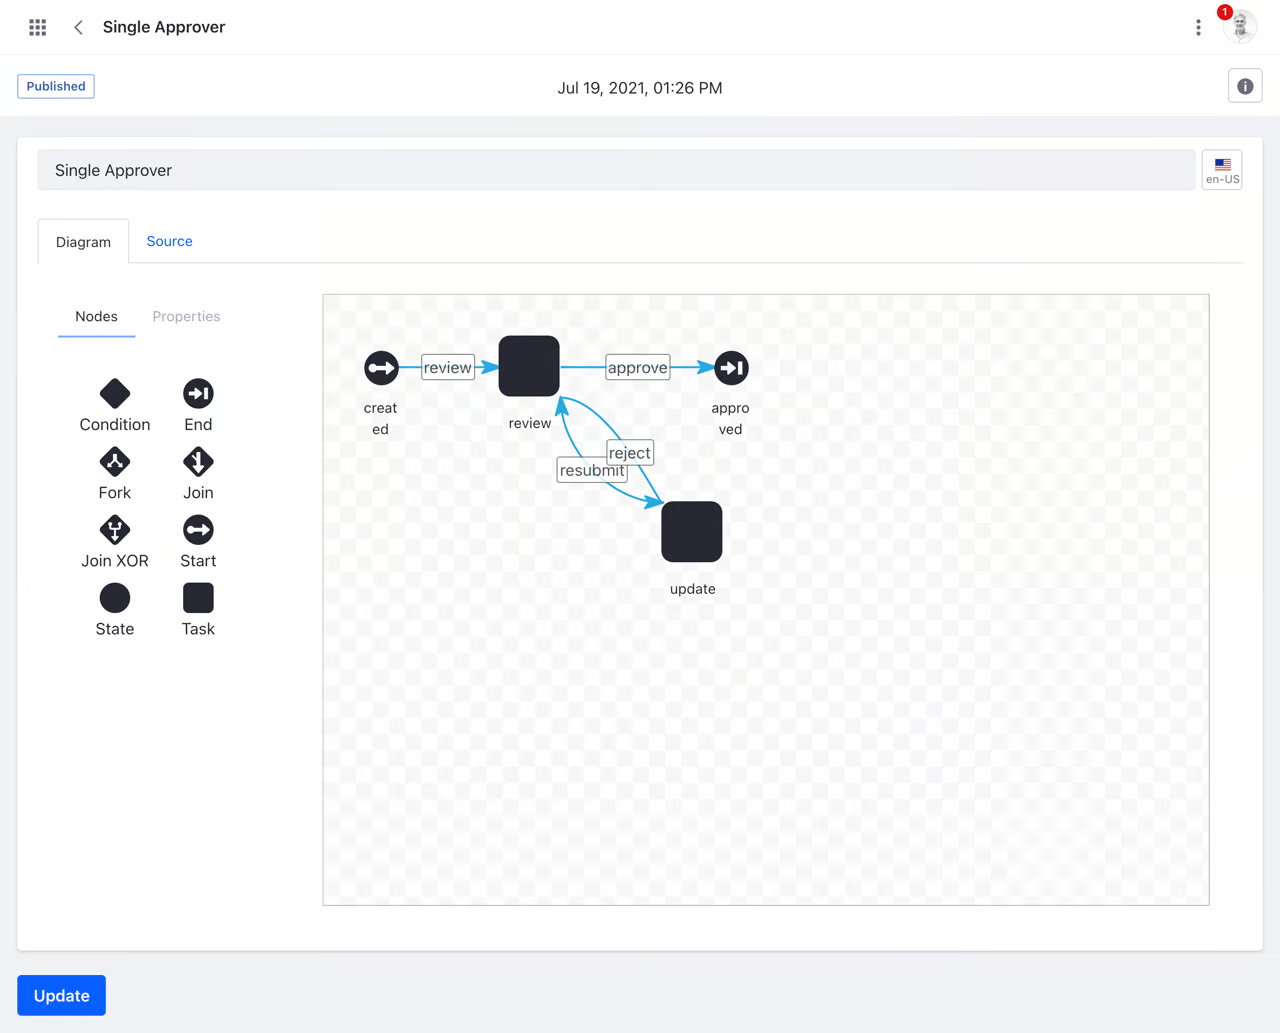 Single Approver
1
Published
Jul 19, 2021, 01:26 PM
Single Approver
en-US
Diagram
Source
Nodes
Properties
Condition
End
Fork
Join
Join XOR
Start
State
Task
review
approve
creat
ed
review
appro
ved
reject
resubmit
update
Update